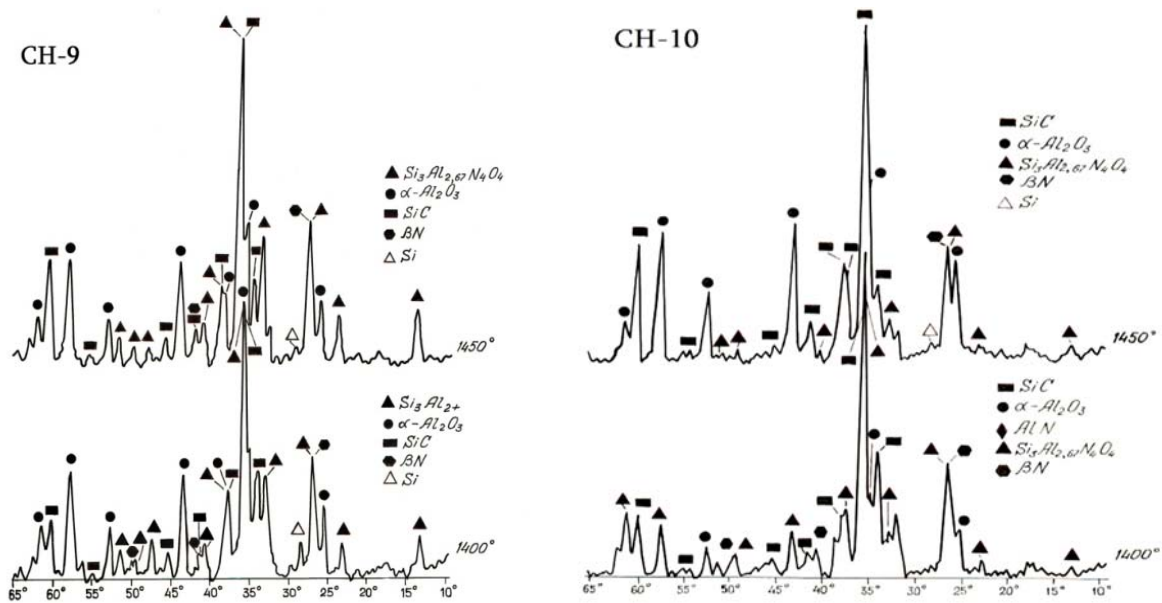 CH-9
Si₃Al₂,₆₇N₄O₄
α-Al₂O₃
SiC
BN
Si
1450°
Si₃Al₂₊
α-Al₂O₃
SiC
BN
Si
1400°
65° 60° 55° 50° 45° 40° 35° 30° 25° 20° 15° 10°
CH-10
SiC
α-Al₂O₃
Si₃Al₂,₆₇N₄O₄
BN
Si
1450°
SiC
α-Al₂O₃
AlN
Si₃Al₂,₆₇N₄O₄
BN
1400°
65° 60° 55° 50° 45° 40° 35° 30° 25° 20° 15° 10°